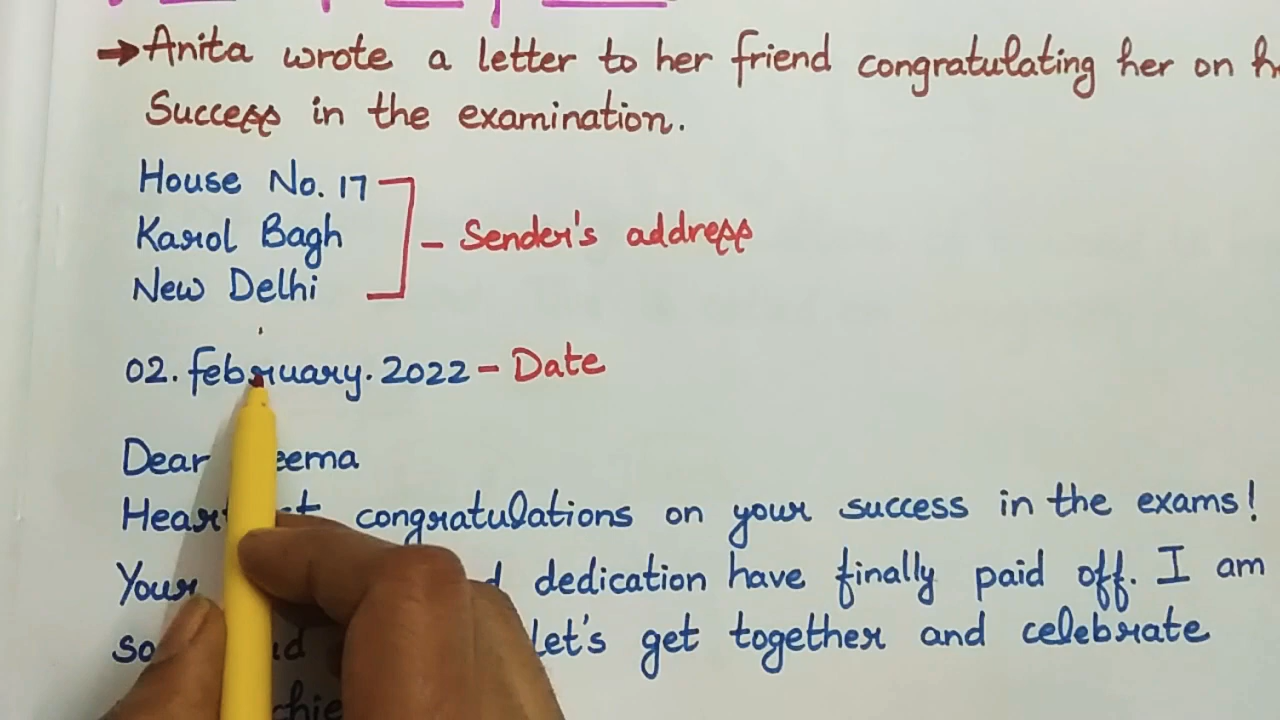 → Anita wrote a letter to her friend congratulating her on
Success in the examination.
House No. 17
Karol Bagh - Sender's address
New Delhi
02. February. 2022 - Date
Dear
congratulations on your success in the exams!
Your dedication have finally paid off. I am
so let's get together and celebrate